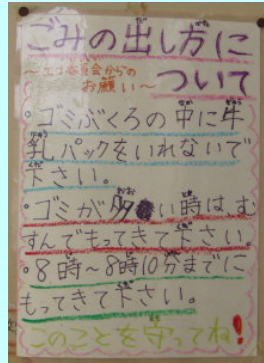 ごみの出し方に
ついて
〜エコ委員会からの
お願い〜
・ゴミぶくろの中に牛
乳パックをいれないで
下さい。
・ゴミが多い時は、む
すんでもってきて下さい。
・8時〜8時10分までに
もってきて下さい。
このことを守ってね!